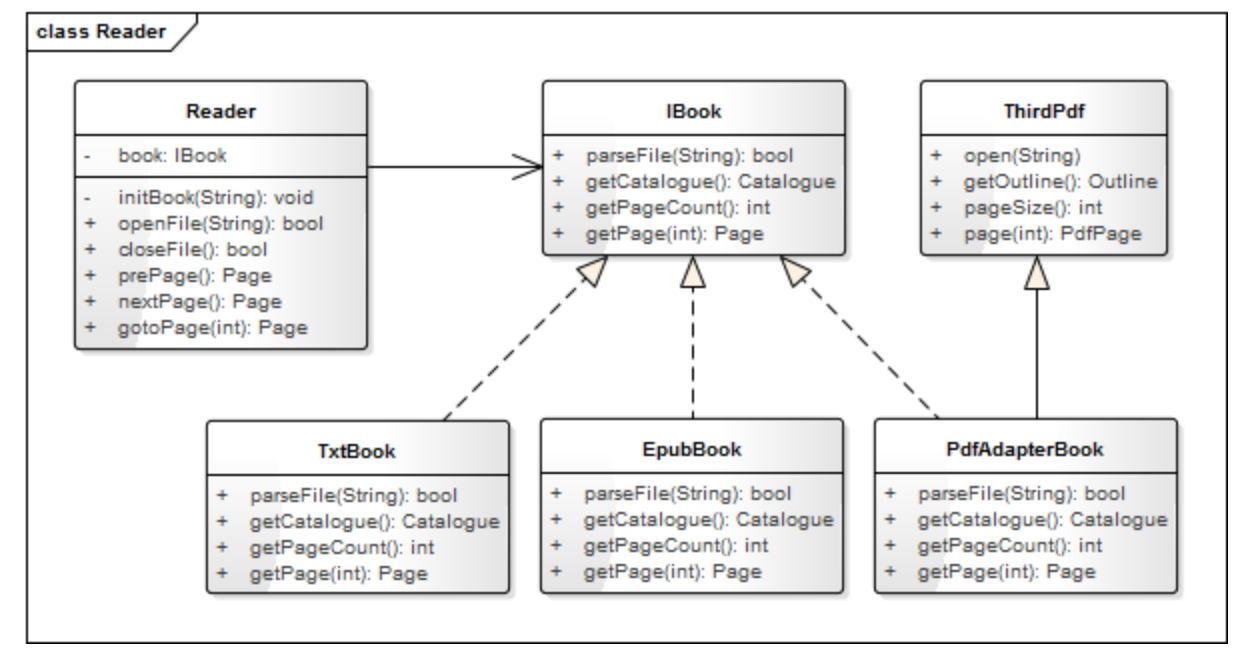 class Reader
Reader
- book: IBook
- initBook(String): void
+ openFile(String): bool
+ closeFile(): bool
+ prePage(): Page
+ nextPage(): Page
+ gotoPage(int): Page
IBook
+ parseFile(String): bool
+ getCatalogue(): Catalogue
+ getPageCount(): int
+ getPage(int): Page
ThirdPdf
+ open(String)
+ getOutline(): Outline
+ pageSize(): int
+ page(int): PdfPage
TxtBook
+ parseFile(String): bool
+ getCatalogue(): Catalogue
+ getPageCount(): int
+ getPage(int): Page
EpubBook
+ parseFile(String): bool
+ getCatalogue(): Catalogue
+ getPageCount(): int
+ getPage(int): Page
PdfAdapterBook
+ parseFile(String): bool
+ getCatalogue(): Catalogue
+ getPageCount(): int
+ getPage(int): Page